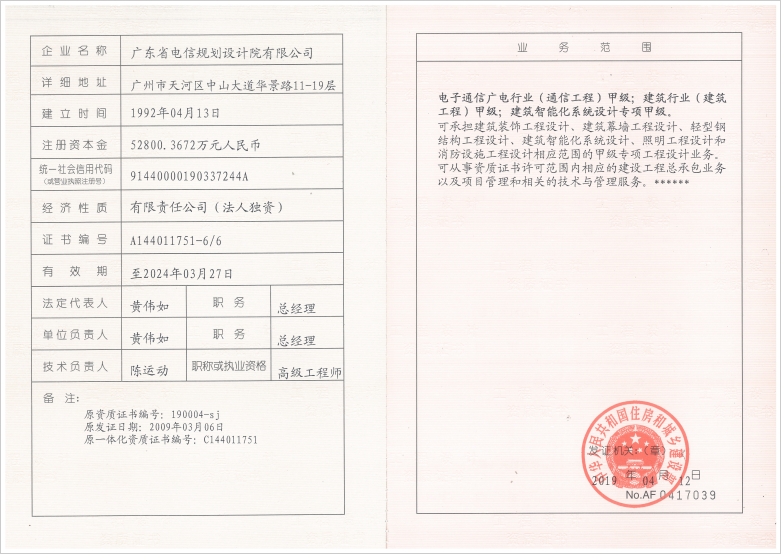 企业名称 广东省电信规划设计院有限公司
详细地址 广州市天河区中山大道华景路11-19层
建立时间 1992年04月13日
注册资本金 52800.3672万元人民币
统一社会信用代码 91440000190337244A
(或营业执照注册号)
经济性质 有限责任公司（法人独资）
证书编号 A144011751-6/6
有效期 至2024年03月27日
法定代表人 黄伟如 职务 总经理
单位负责人 黄伟如 职务 总经理
技术负责人 陈运动 职称或执业资格 高级工程师
备注：
原资质证书编号：190004-sj
原发证日期：2009年03月06日
原一体化资质证书编号：C144011751
业务范围
电子通信广电行业（通信工程）甲级；建筑行业（建筑
工程）甲级；建筑智能化系统设计专项甲级。
可承担建筑装饰工程设计、建筑幕墙工程设计、轻型钢
结构工程设计、建筑智能化系统设计、照明工程设计和
消防设施工程设计相应范围的甲级专项工程设计业务。
可从事资质证书许可范围内相应的建设工程总承包业务
以及项目管理和相关的技术与管理服务。******
中华人民共和国住房和城乡建设部
发证机关：（章）
2019 年 04 月 12 日
No.AF 0417039